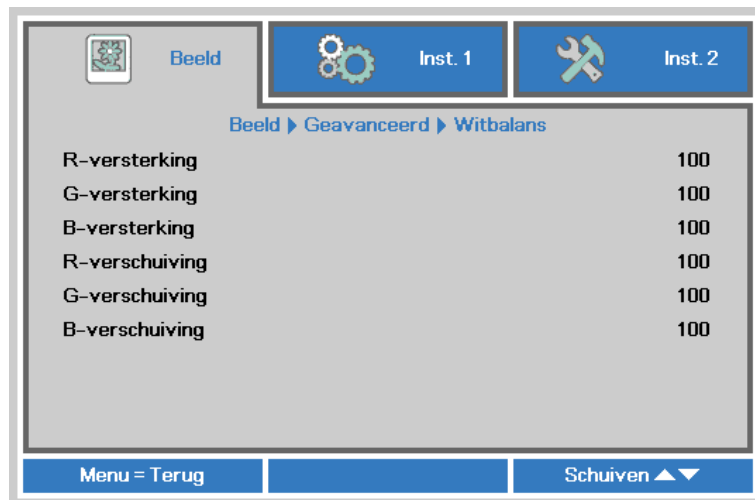 Beeld Inst. 1 Inst. 2
Beeld ▶ Geavanceerd ▶ Witbalans
R-versterking 100
G-versterking 100
B-versterking 100
R-verschuiving 100
G-verschuiving 100
B-verschuiving 100
Menu = Terug Schuiven ▲▼